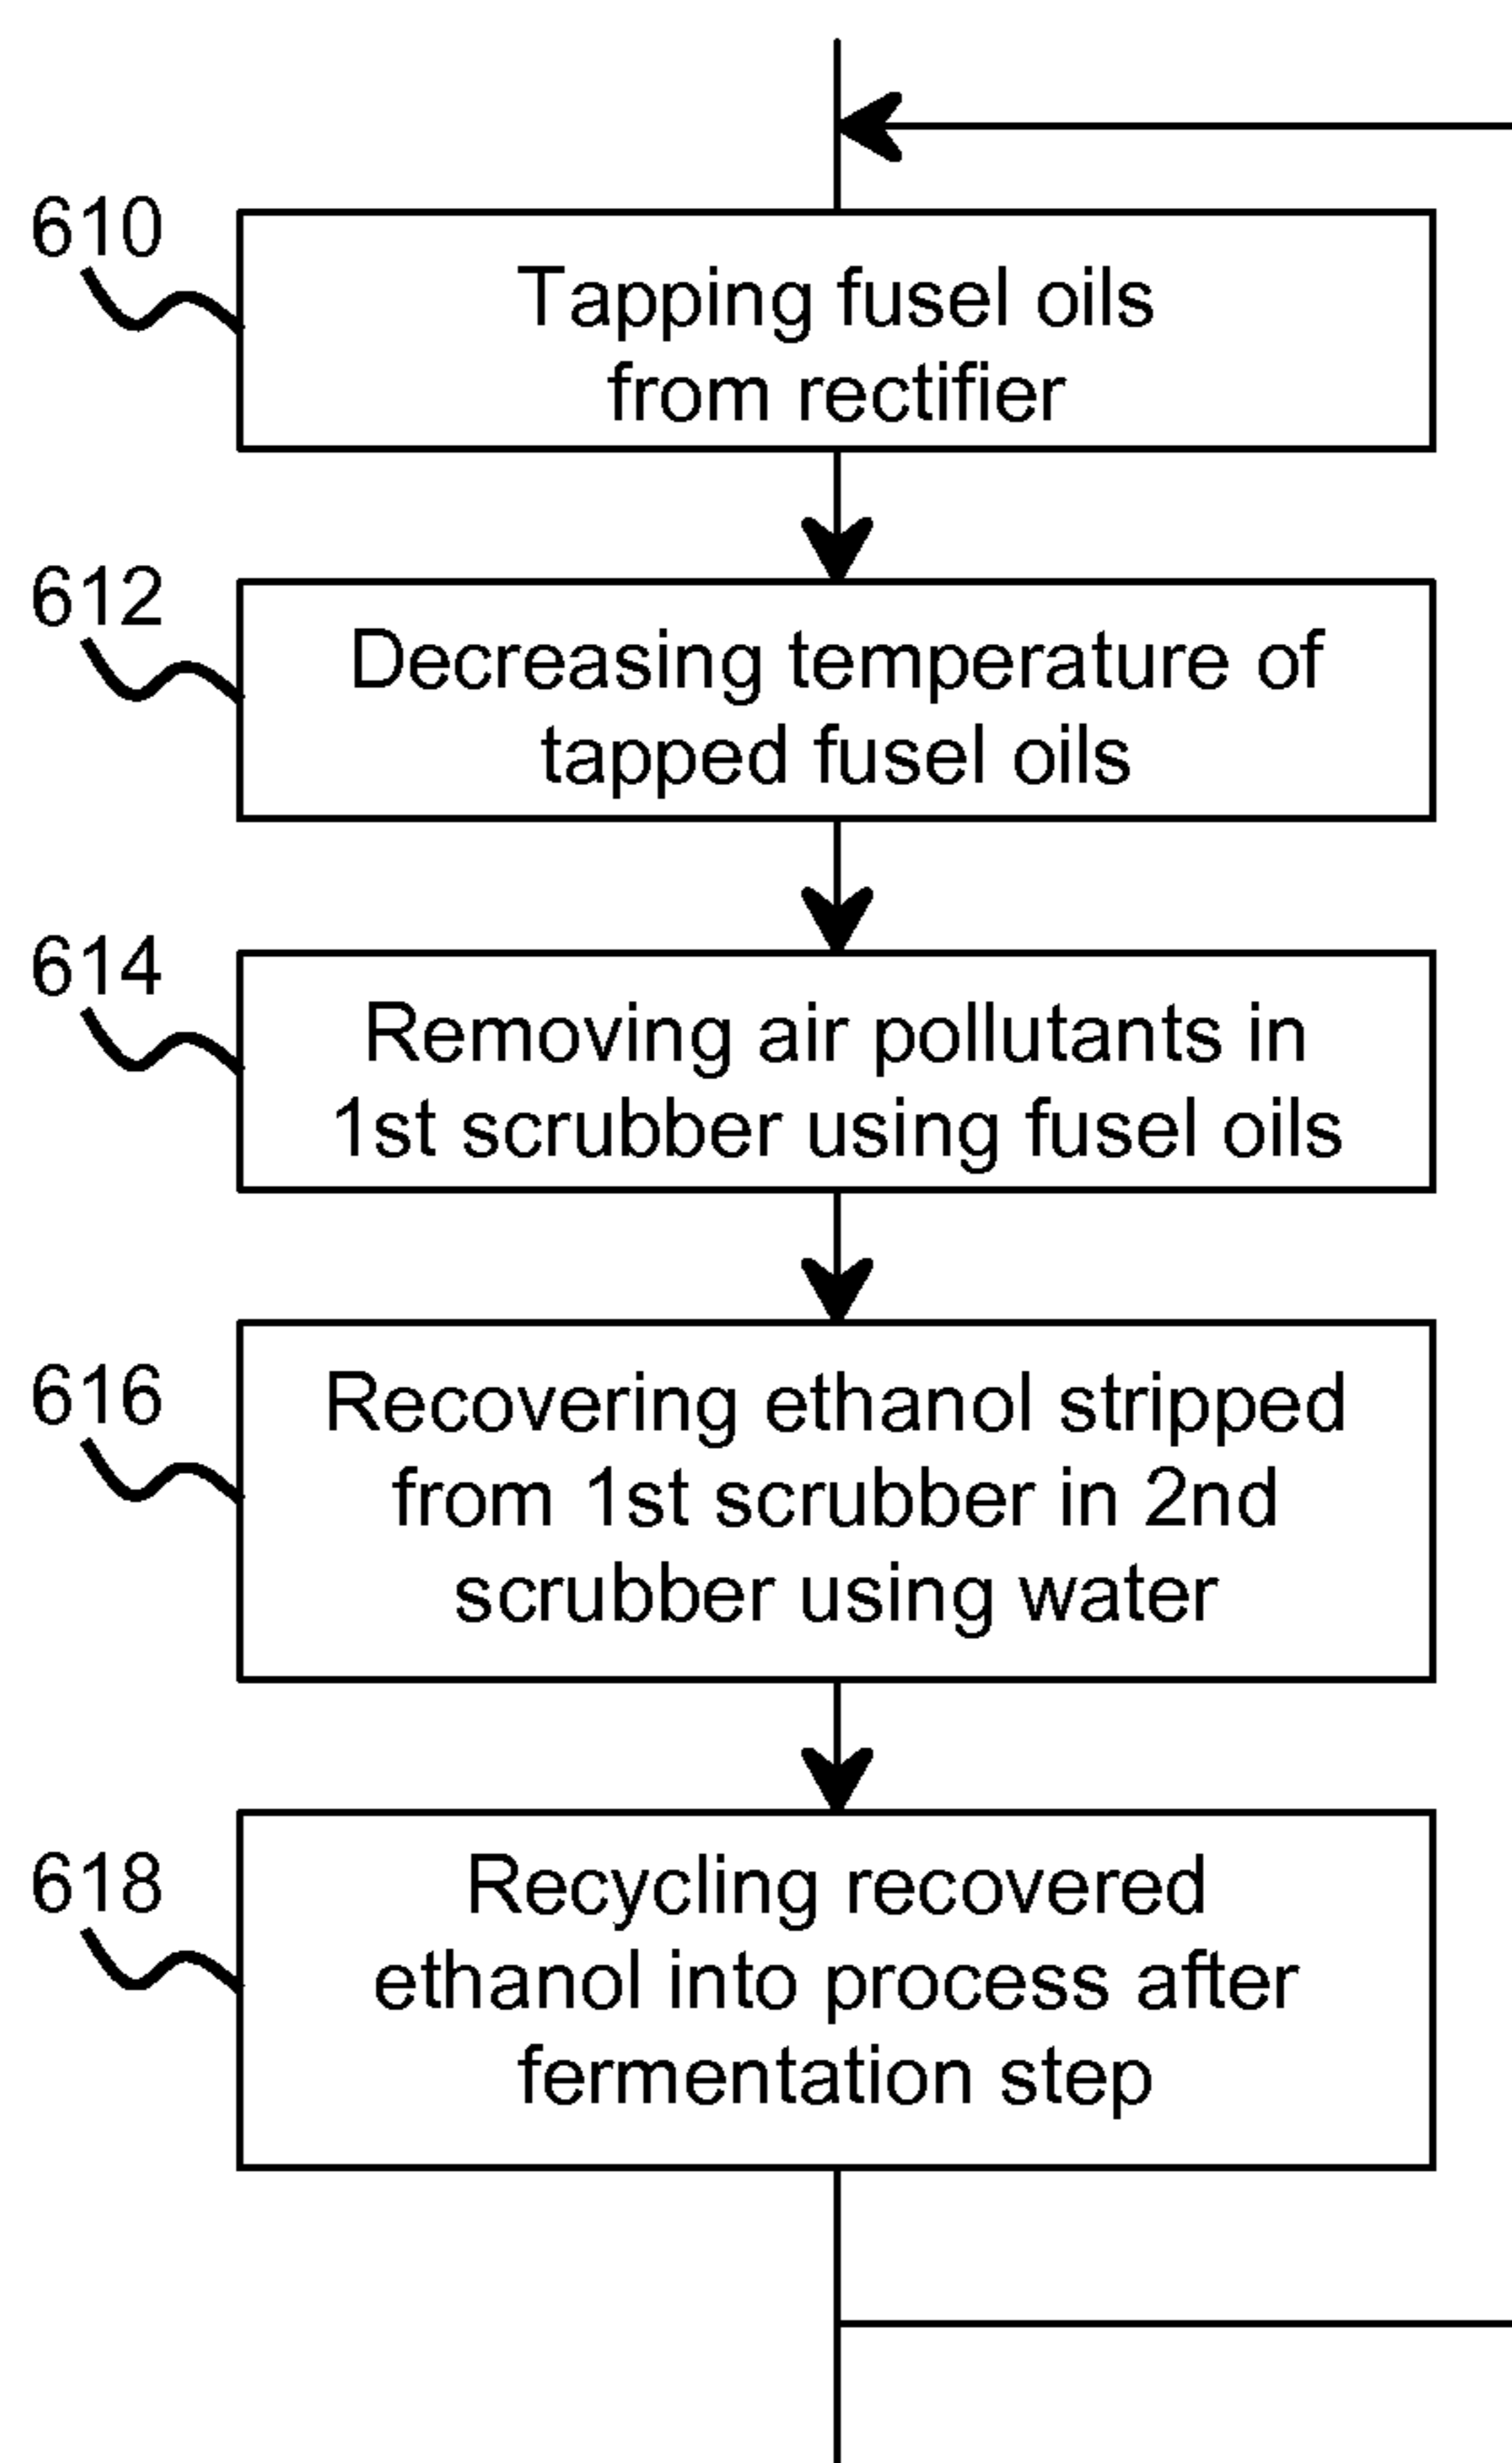 610
Tapping fusel oils
from rectifier
612
Decreasing temperature of
tapped fusel oils
614
Removing air pollutants in
1st scrubber using fusel oils
616
Recovering ethanol stripped
from 1st scrubber in 2nd
scrubber using water
618
Recycling recovered
ethanol into process after
fermentation step